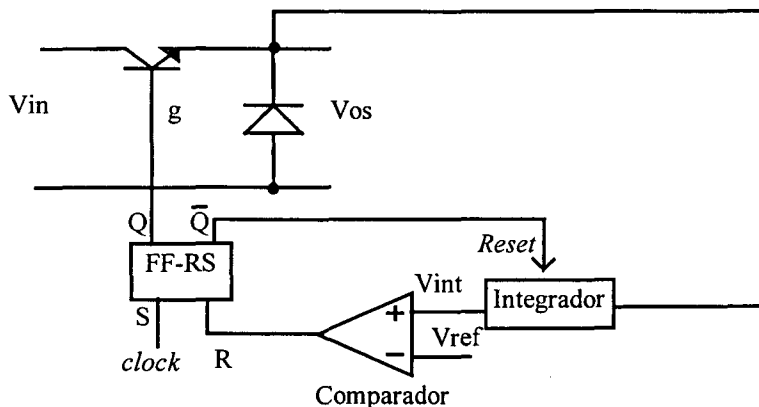 Vin
g
Vos
Q
Q̅
Reset
FF-RS
Vint
Integrador
+
S
Vref
−
clock
R
Comparador